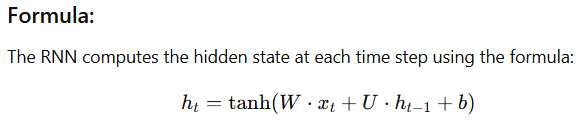 Formula:
The RNN computes the hidden state at each time step using the formula:
hₜ = tanh(W · xₜ + U · hₜ₋₁ + b)